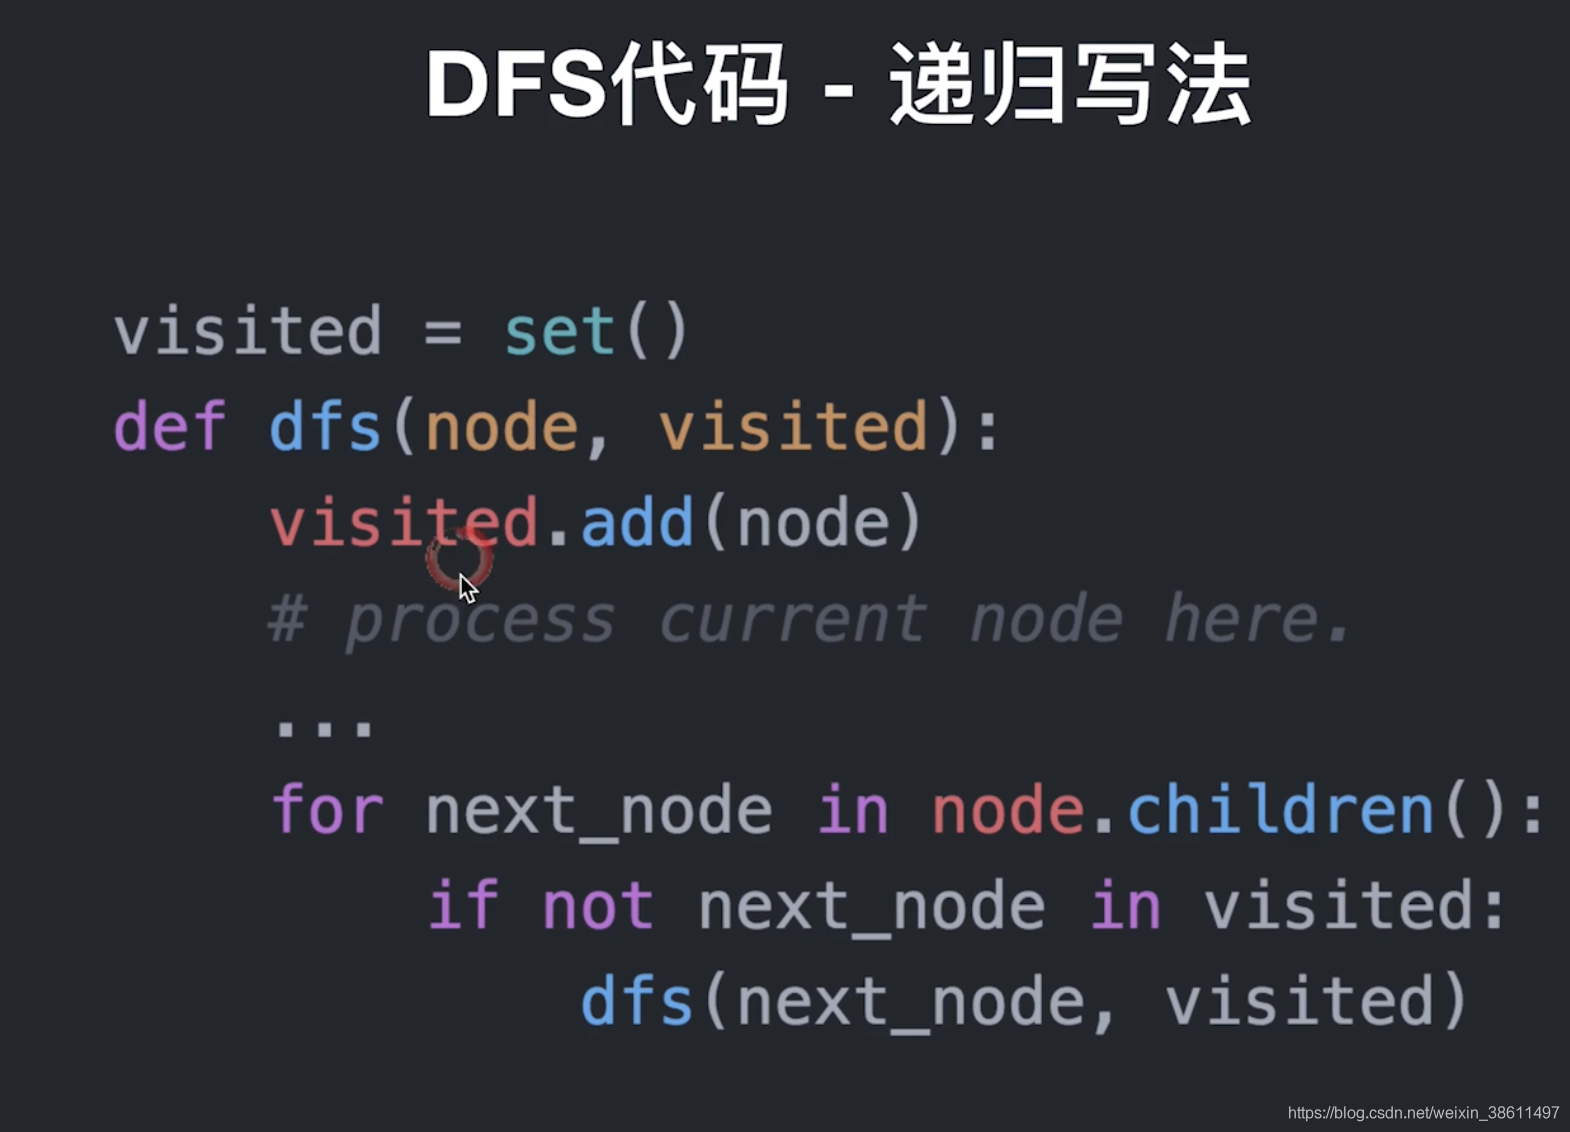 DFS代码 - 递归写法
visited = set()
def dfs(node, visited):
    visited.add(node)
    # process current node here.
    ...
    for next_node in node.children():
        if not next_node in visited:
            dfs(next_node, visited)
https://blog.csdn.net/weixin_38611497